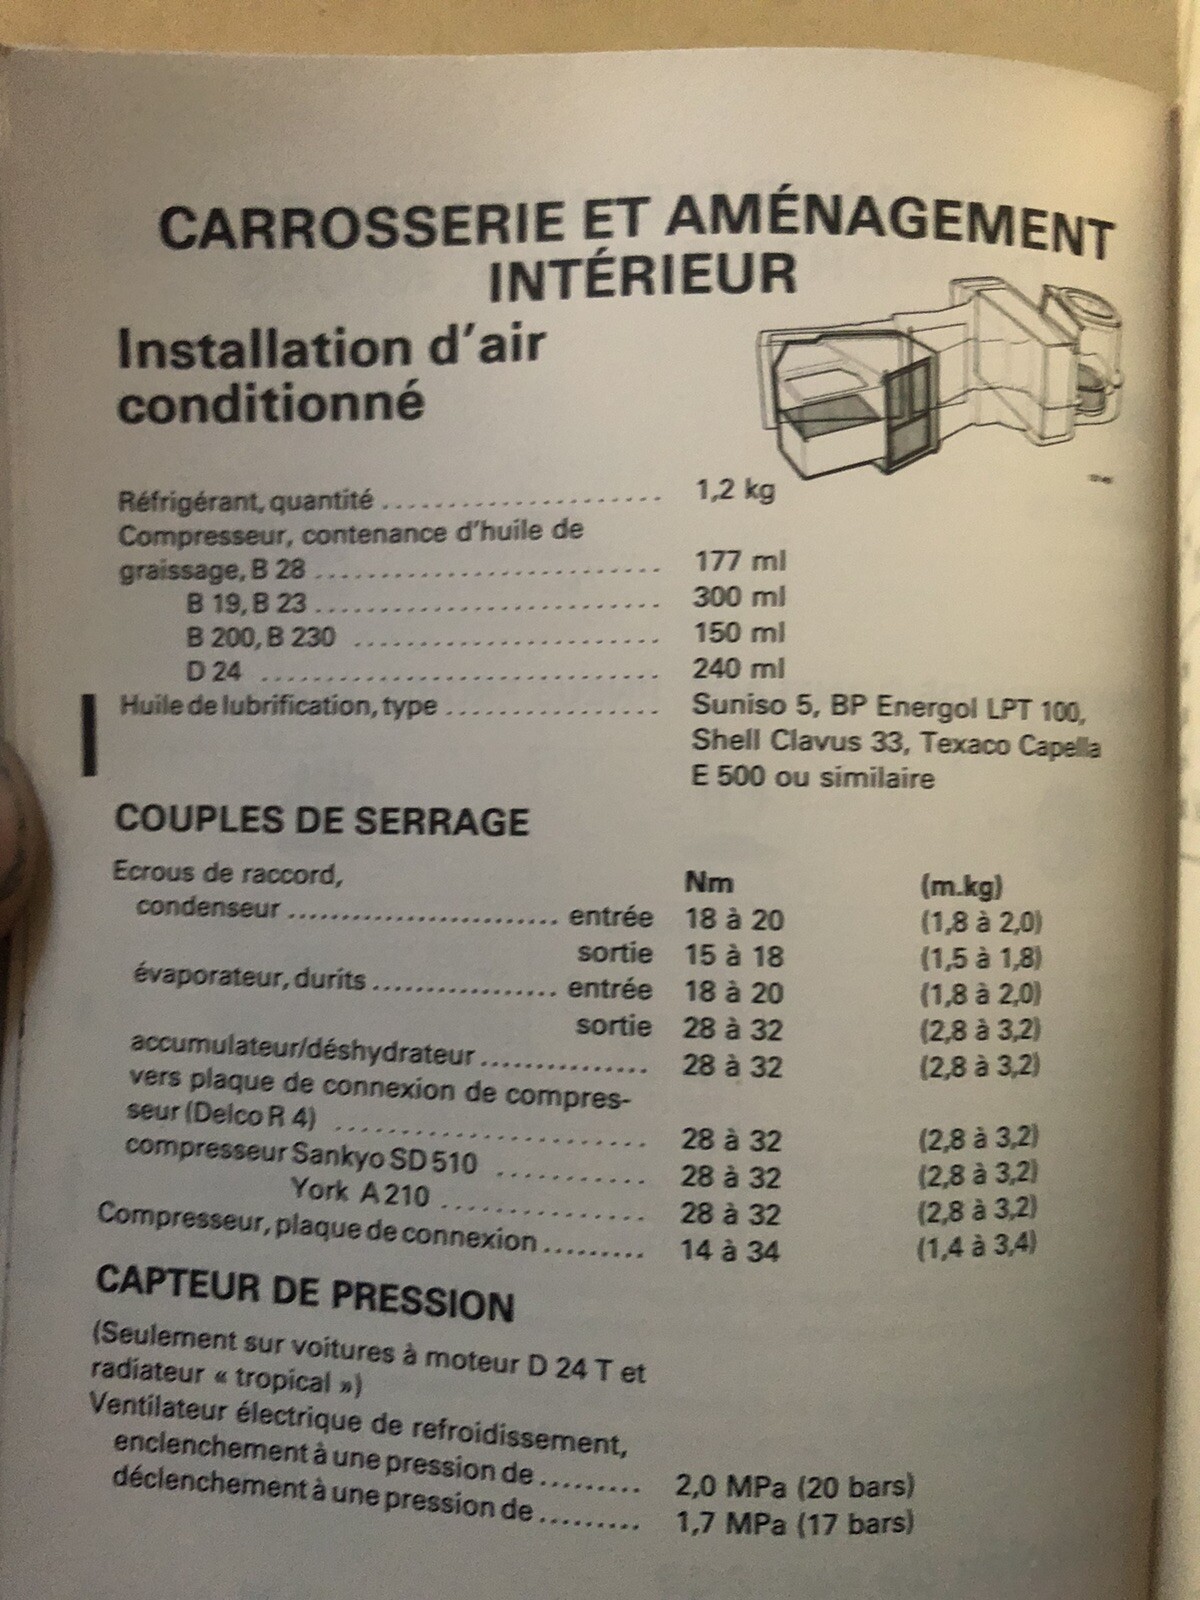 CARROSSERIE ET AMÉNAGEMENT
INTÉRIEUR
Installation d'air
conditionné
Réfrigérant, quantité .................... 1,2 kg
Compresseur, contenance d'huile de
graissage, B 28 ......................... 177 ml
B 19, B 23 ......................... 300 ml
B 200, B 230 ...................... 150 ml
D 24 ............................. 240 ml
Huile de lubrification, type ................ Suniso 5, BP Energol LPT 100,
Shell Clavus 33, Texaco Capella
E 500 ou similaire
COUPLES DE SERRAGE
Ecrous de raccord, Nm (m.kg)
condenseur ......................... entrée 18 à 20 (1,8 à 2,0)
sortie 15 à 18 (1,5 à 1,8)
évaporateur, durits ................. entrée 18 à 20 (1,8 à 2,0)
sortie 28 à 32 (2,8 à 3,2)
accumulateur/déshydrateur ............... 28 à 32 (2,8 à 3,2)
vers plaque de connexion de compres-
seur (Delco R 4) ........................ 28 à 32 (2,8 à 3,2)
compresseur Sankyo SD 510 ........... 28 à 32 (2,8 à 3,2)
York A 210 ................ 28 à 32 (2,8 à 3,2)
Compresseur, plaque de connexion ......... 14 à 34 (1,4 à 3,4)
CAPTEUR DE PRESSION
(Seulement sur voitures à moteur D 24 T et
radiateur « tropical »)
Ventilateur électrique de refroidissement,
enclenchement à une pression de ......... 2,0 MPa (20 bars)
déclenchement à une pression de ......... 1,7 MPa (17 bars)